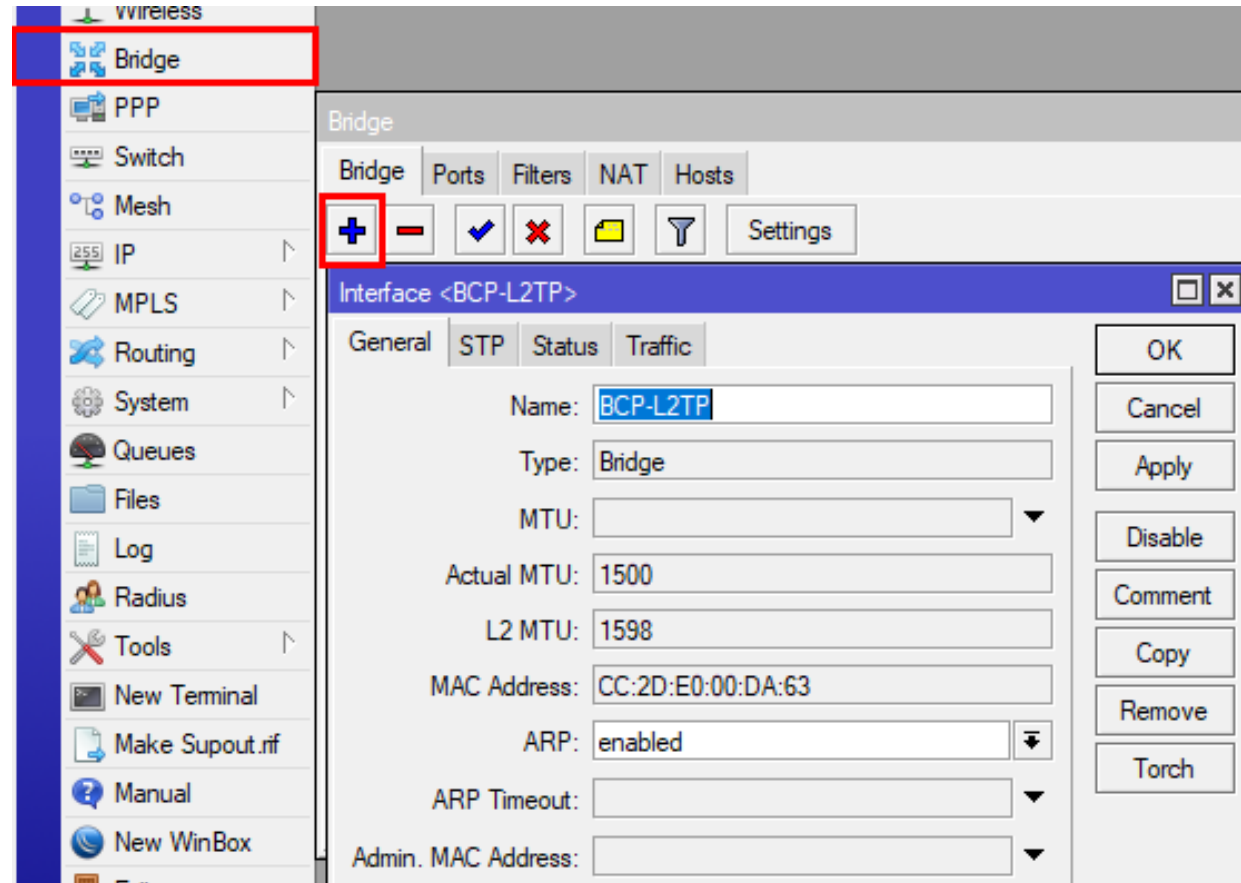 Wireless
Bridge
PPP
Switch
Mesh
255 IP
MPLS
Routing
System
Queues
Files
Log
Radius
Tools
New Terminal
Make Supout.rif
Manual
New WinBox
Bridge
Bridge Ports Filters NAT Hosts
Settings
Interface <BCP-L2TP>
General STP Status Traffic
Name: BCP-L2TP
Type: Bridge
MTU:
Actual MTU: 1500
L2 MTU: 1598
MAC Address: CC:2D:E0:00:DA:63
ARP: enabled
ARP Timeout:
Admin. MAC Address:
OK
Cancel
Apply
Disable
Comment
Copy
Remove
Torch